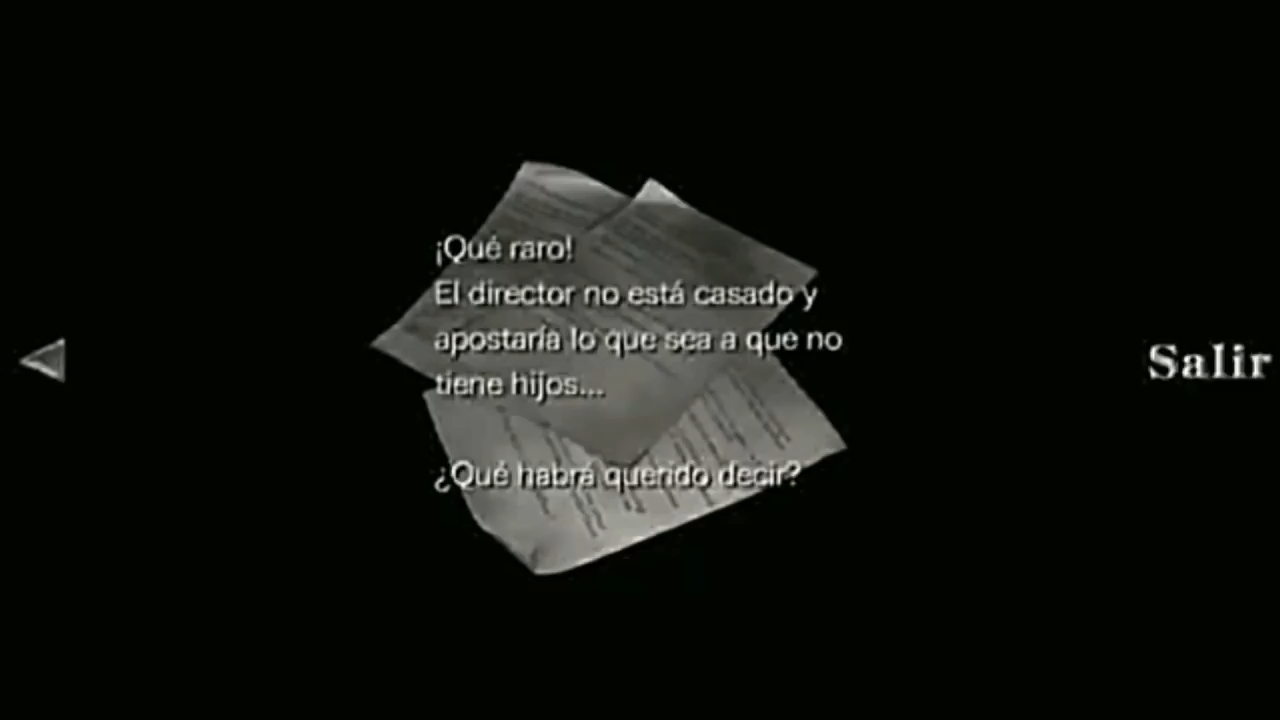 ¡Qué raro!
El director no está casado y
apostaría lo que sea a que no
tiene hijos...
¿Qué habrá querido decir?
Salir